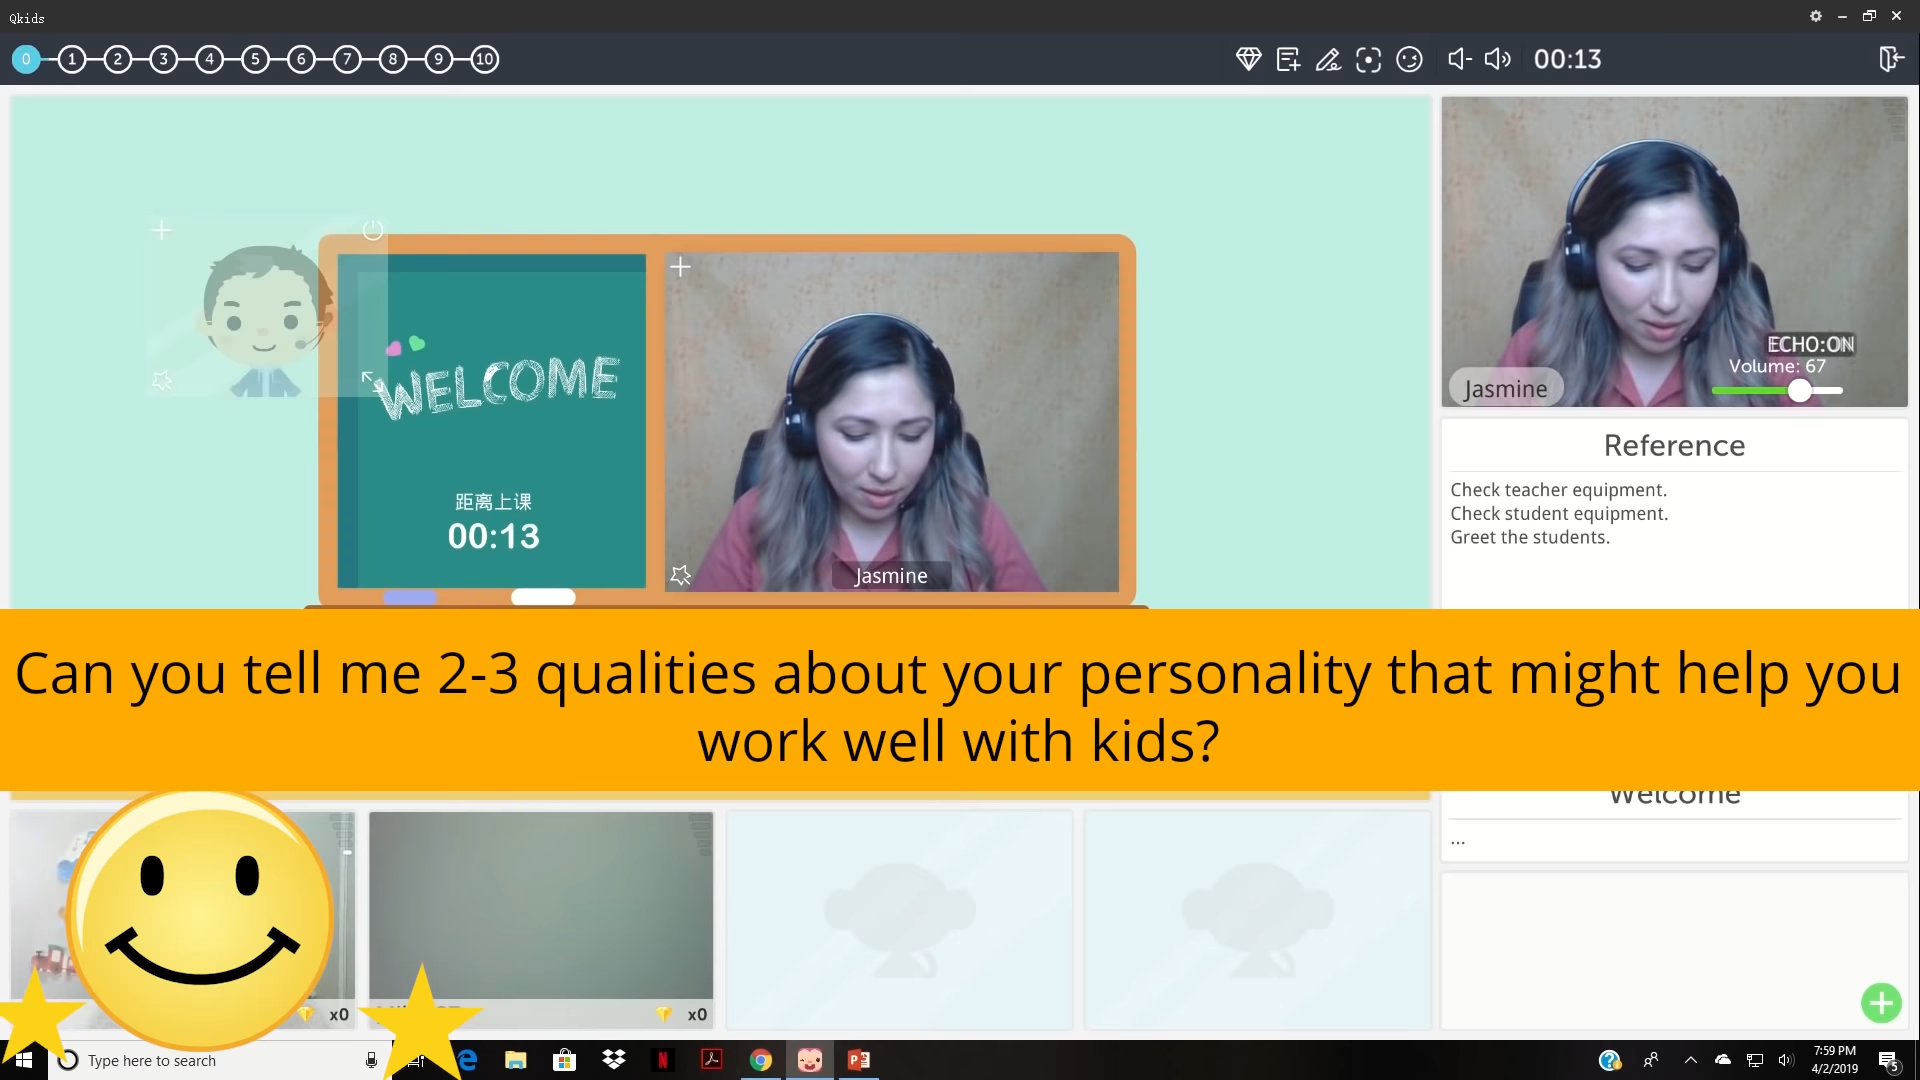 Qkids
0 1 2 3 4 5 6 7 8 9 10
00:13
WELCOME
距离上课
00:13
Jasmine
ECHO:ON
Volume: 67
Jasmine
Reference
Check teacher equipment.
Check student equipment.
Greet the students.
Can you tell me 2-3 qualities about your personality that might help you
work well with kids?
Welcome
...
x0
x0
Type here to search
7:59 PM
4/2/2019
5